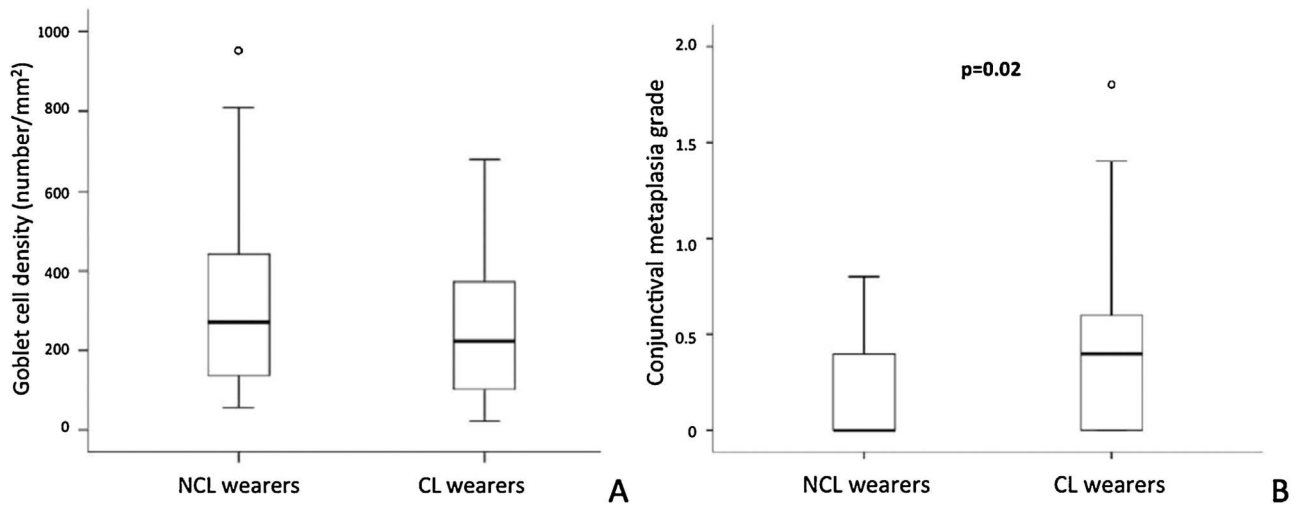 Goblet cell density (number/mm²)
1000
800
600
400
200
0
NCL wearers
CL wearers
A
Conjunctival metaplasia grade
2.0
1.5
1.0
0.5
0
p=0.02
NCL wearers
CL wearers
B